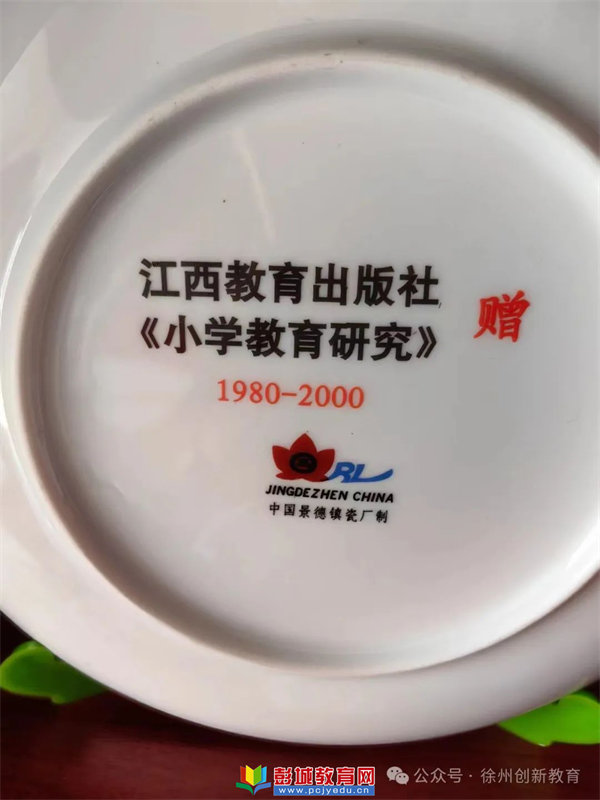 江西教育出版社
《小学教育研究》
赠
1980-2000
RL
JINGDEZHEN CHINA
中国景德镇瓷厂制
彭城教育网
www.pcjyedu.cn
公众号·徐州创新教育